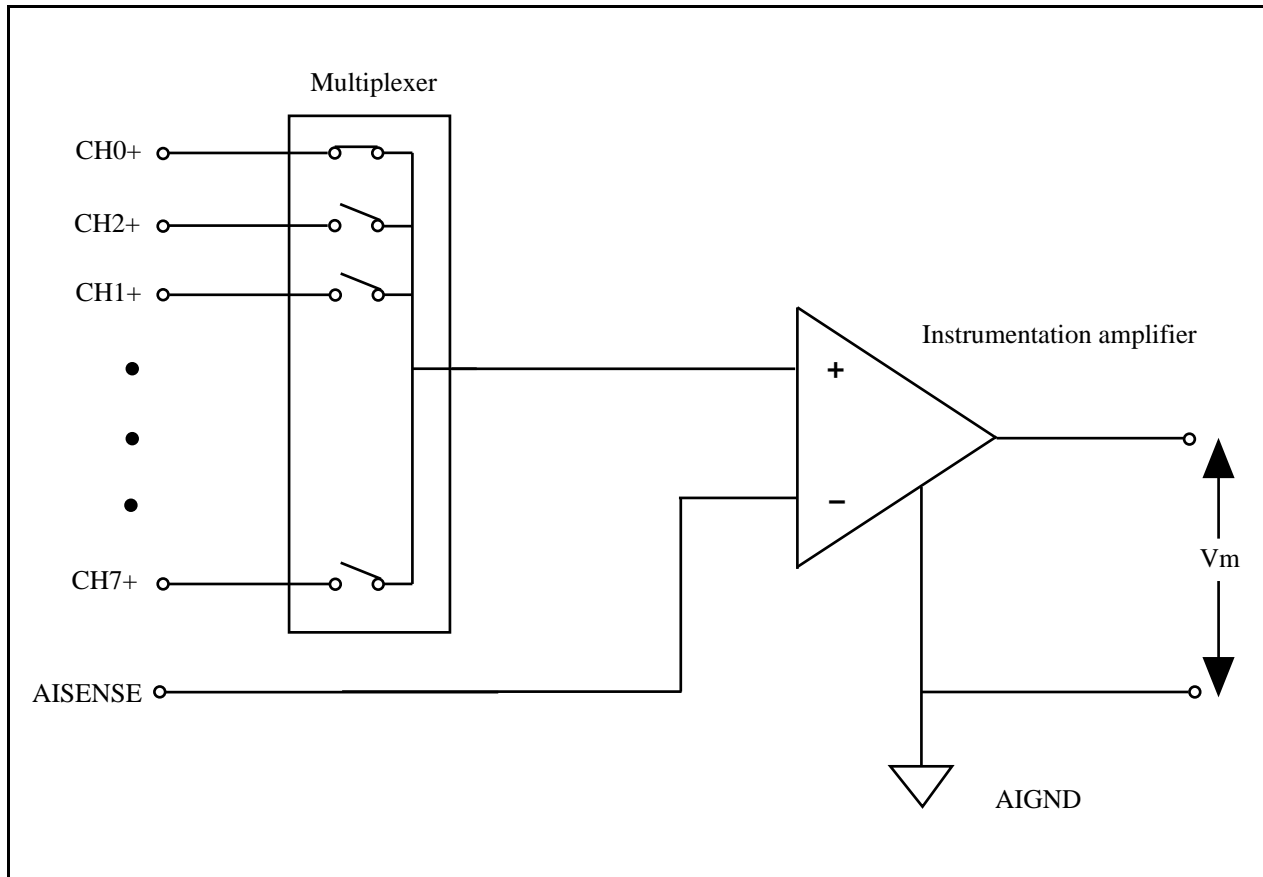 Multiplexer
CH0+
CH2+
CH1+
Instrumentation amplifier
+
−
Vm
CH7+
AISENSE
AIGND